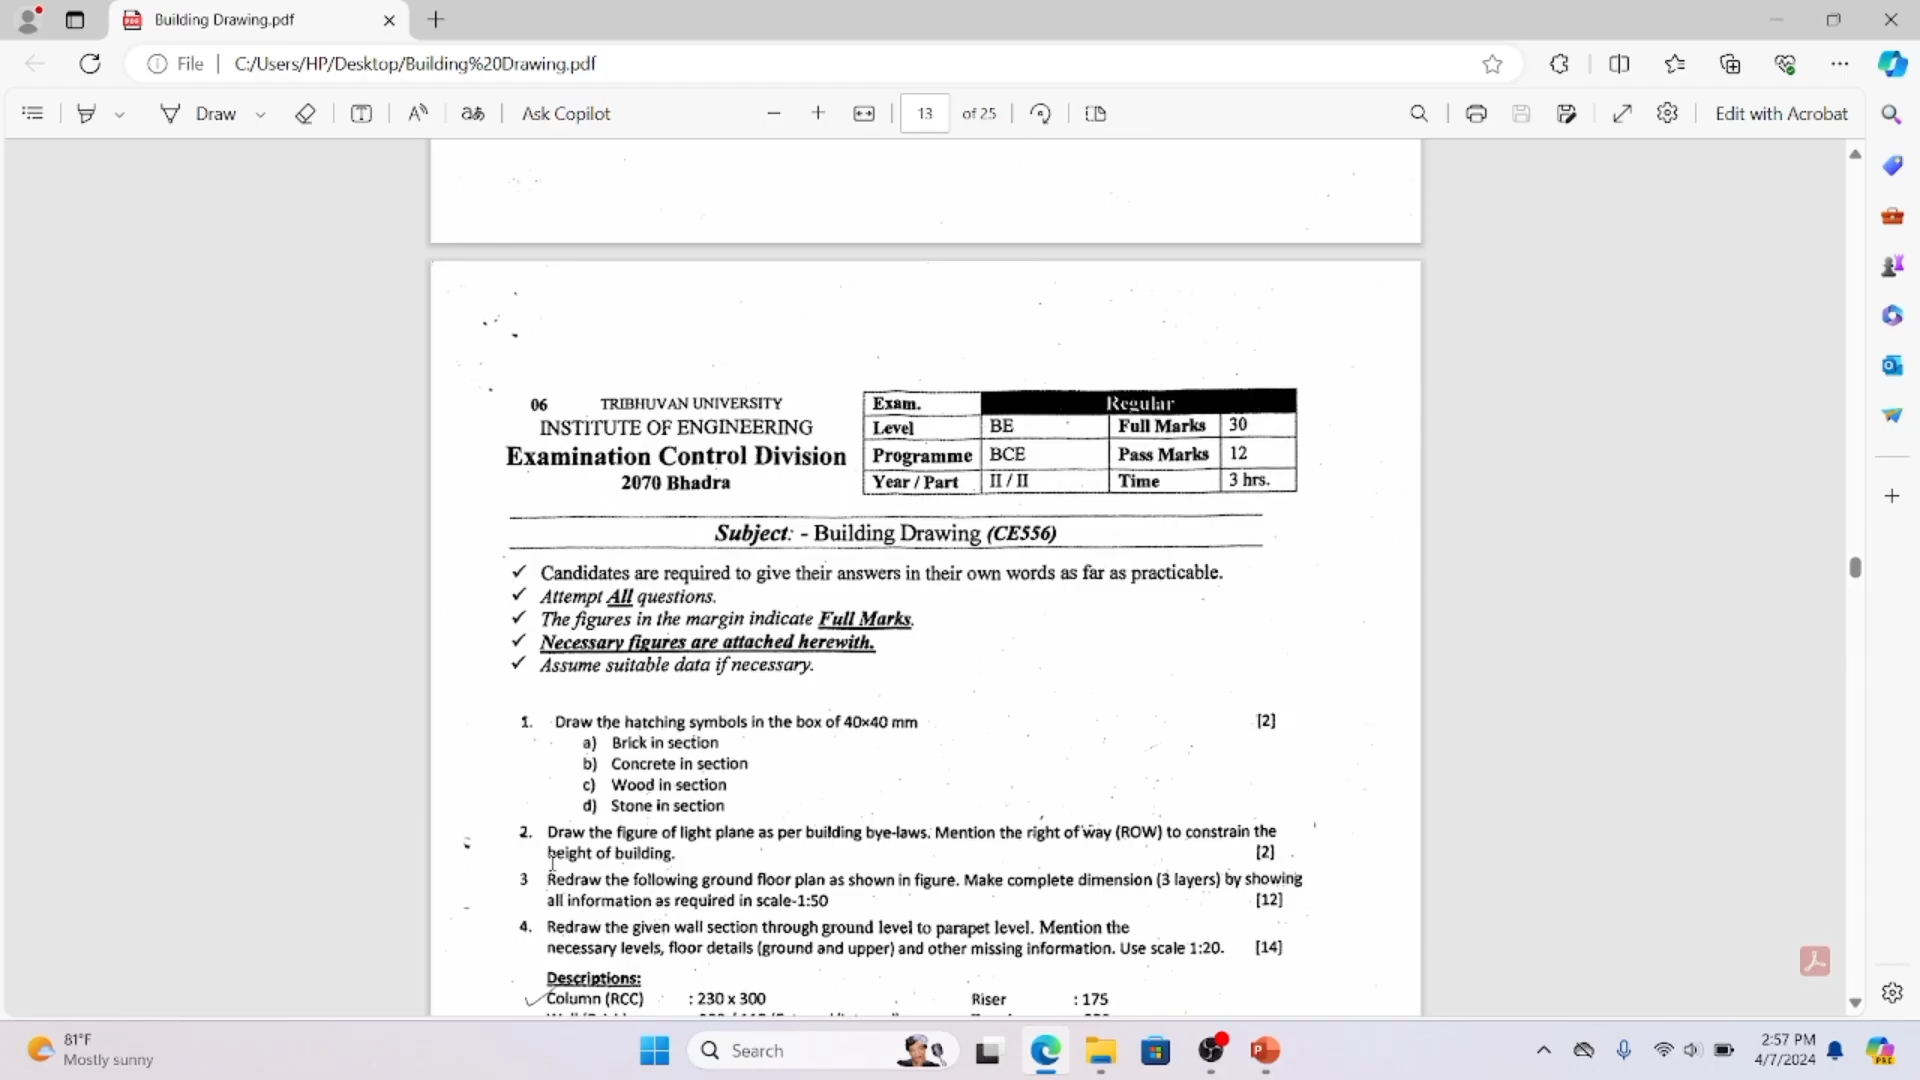 Building Drawing.pdf
File | C:/Users/HP/Desktop/Building%20Drawing.pdf
Draw
Ask Copilot
13 of 25
Edit with Acrobat
06 TRIBHUVAN UNIVERSITY
INSTITUTE OF ENGINEERING
Examination Control Division
2070 Bhadra
Exam. Regular
Level BE Full Marks 30
Programme BCE Pass Marks 12
Year / Part II / II Time 3 hrs.
Subject: - Building Drawing (CE556)
✓ Candidates are required to give their answers in their own words as far as practicable.
✓ Attempt All questions.
✓ The figures in the margin indicate Full Marks.
✓ Necessary figures are attached herewith.
✓ Assume suitable data if necessary.
1. Draw the hatching symbols in the box of 40×40 mm [2]
a) Brick in section
b) Concrete in section
c) Wood in section
d) Stone in section
2. Draw the figure of light plane as per building bye-laws. Mention the right of way (ROW) to constrain the
height of building. [2]
3 Redraw the following ground floor plan as shown in figure. Make complete dimension (3 layers) by showing
all information as required in scale-1:50 [12]
4. Redraw the given wall section through ground level to parapet level. Mention the
necessary levels, floor details (ground and upper) and other missing information. Use scale 1:20. [14]
Descriptions:
Column (RCC) : 230 x 300 Riser : 175
81°F
Mostly sunny
Search
2:57 PM
4/7/2024